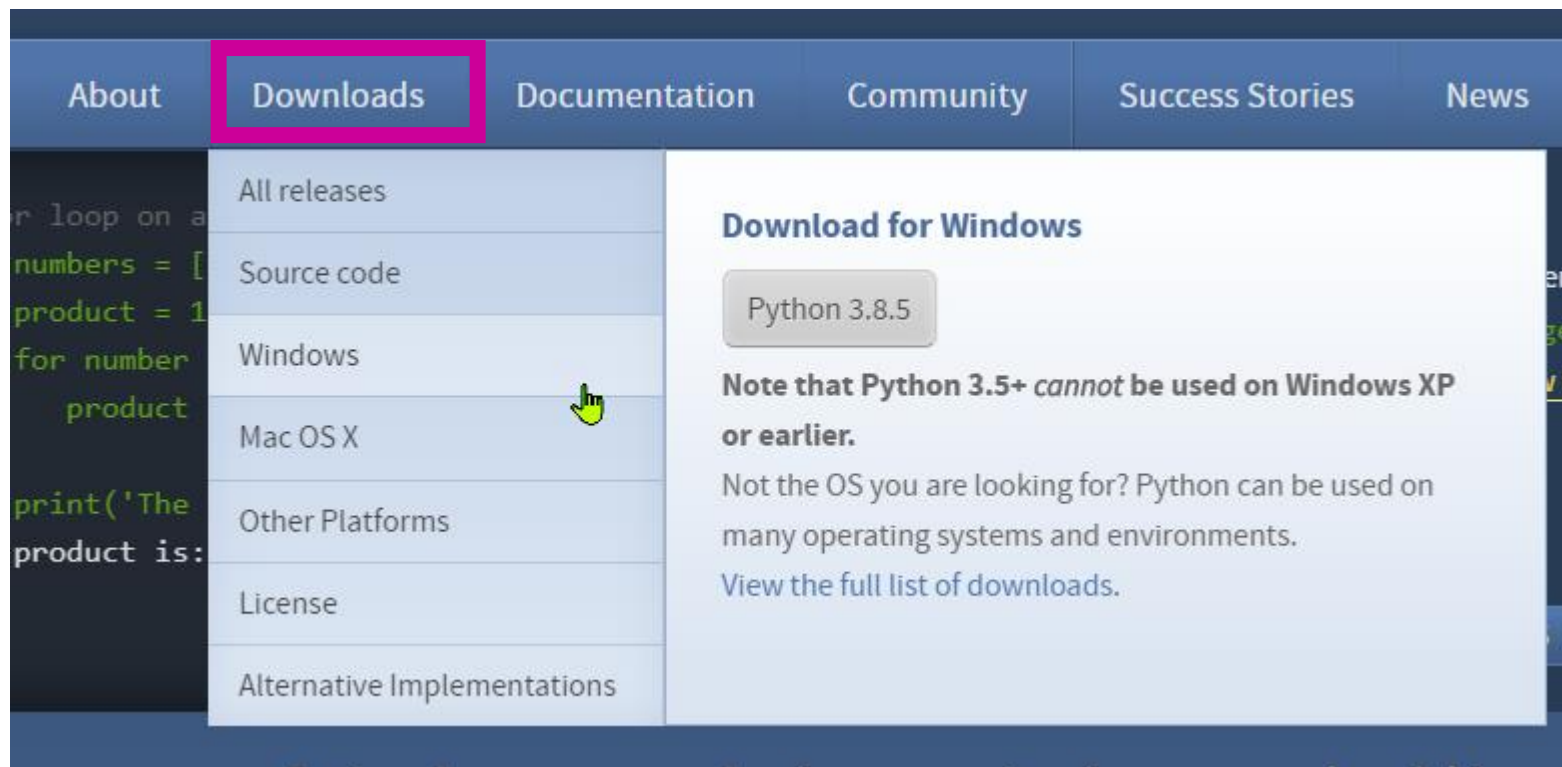 About Downloads Documentation Community Success Stories News
All releases
Source code
Windows
Mac OS X
Other Platforms
License
Alternative Implementations
Download for Windows
Python 3.8.5
Note that Python 3.5+ cannot be used on Windows XP
or earlier.
Not the OS you are looking for? Python can be used on
many operating systems and environments.
View the full list of downloads.
r loop on a
numbers = [
product = 1
for number
product
print('The
product is: